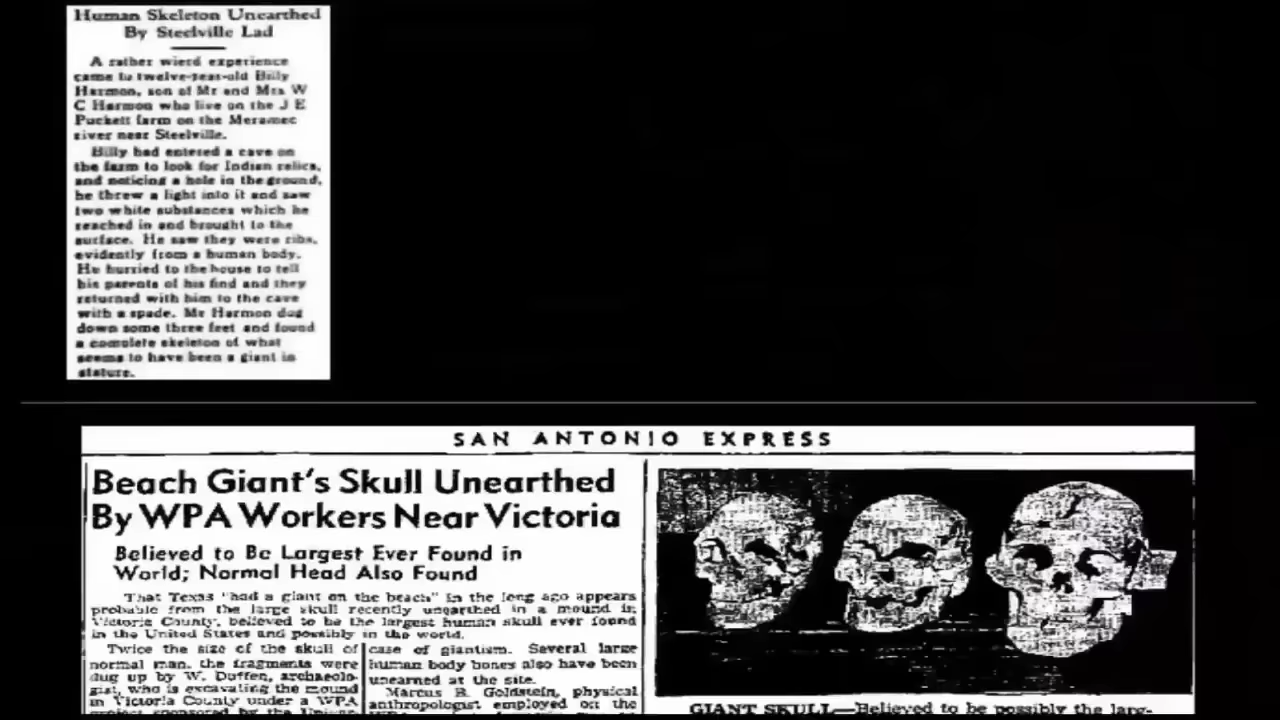 Human Skeleton Unearthed
By Steelville Lad
A rather wierd experience
came to twelve-year-old Billy
Harmon, son of Mr and Mrs W
C Harmon who live on the J E
Puckett farm on the Meramec
river near Steelville.
Billy had entered a cave on
the farm to look for Indian relics,
and noticing a hole in the ground,
he threw a light into it and saw
two white substances which he
reached in and brought to the
surface. He saw they were ribs,
evidently from a human body.
He hurried to the house to tell
his parents of his find and they
returned with him to the cave
with a spade. Mr Harmon dug
down some three feet and found
a complete skeleton of what
seems to have been a giant in
stature.
SAN ANTONIO EXPRESS
Beach Giant's Skull Unearthed
By WPA Workers Near Victoria
Believed to Be Largest Ever Found in
World; Normal Head Also Found
That Texas "had a giant on the beach" in the long ago appears
probable from the large skull recently unearthed in a mound in
Victoria County, believed to be the largest human skull ever found
in the United States and possibly in the world.
Twice the size of the skull of
normal man, the fragments were
dug up by W. Duffen, archaeolo-
gist, who is excavating the mound
in Victoria County under a WPA
project sponsored by the Univer-
case of giantism. Several large
human body bones also have been
unearned at the site.
Marcus B. Goldstein, physical
anthropologist employed on the
GIANT SKULL—Believed to be possibly the larg-